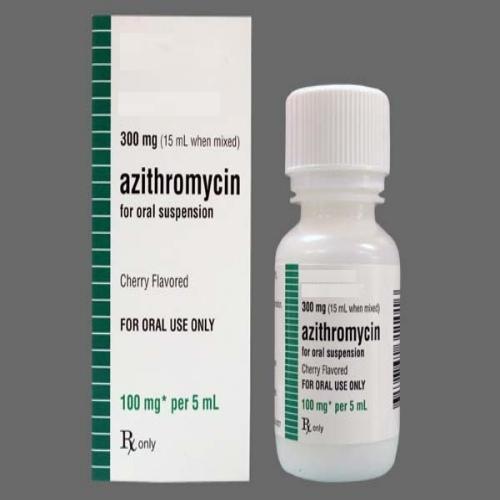 300 mg (15 mL when mixed)
azithromycin
for oral suspension
Cherry Flavored
FOR ORAL USE ONLY
100 mg* per 5 mL
Rx only
300 mg (15 mL when mixed)
azithromycin
for oral suspension
Cherry Flavored
FOR ORAL USE ONLY
100 mg* per 5 mL
Rx only